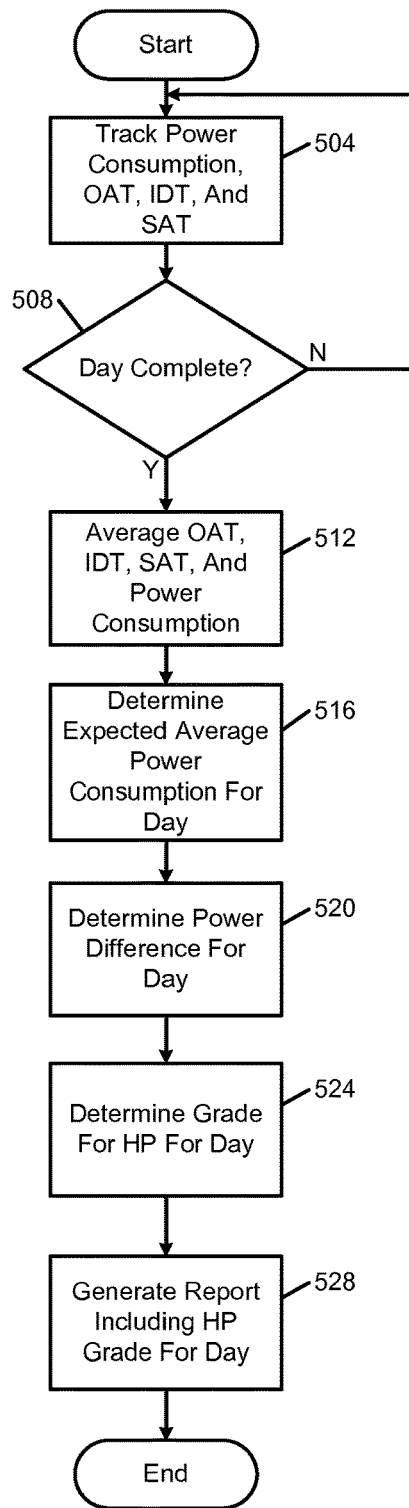 Start
Track Power
Consumption,
OAT, IDT, And
SAT
504
508
Day Complete?
N
Y
Average OAT,
IDT, SAT, And
Power
Consumption
512
Determine
Expected Average
Power
Consumption For
Day
516
Determine Power
Difference For
Day
520
Determine Grade
For HP For Day
524
Generate Report
Including HP
Grade For Day
528
End